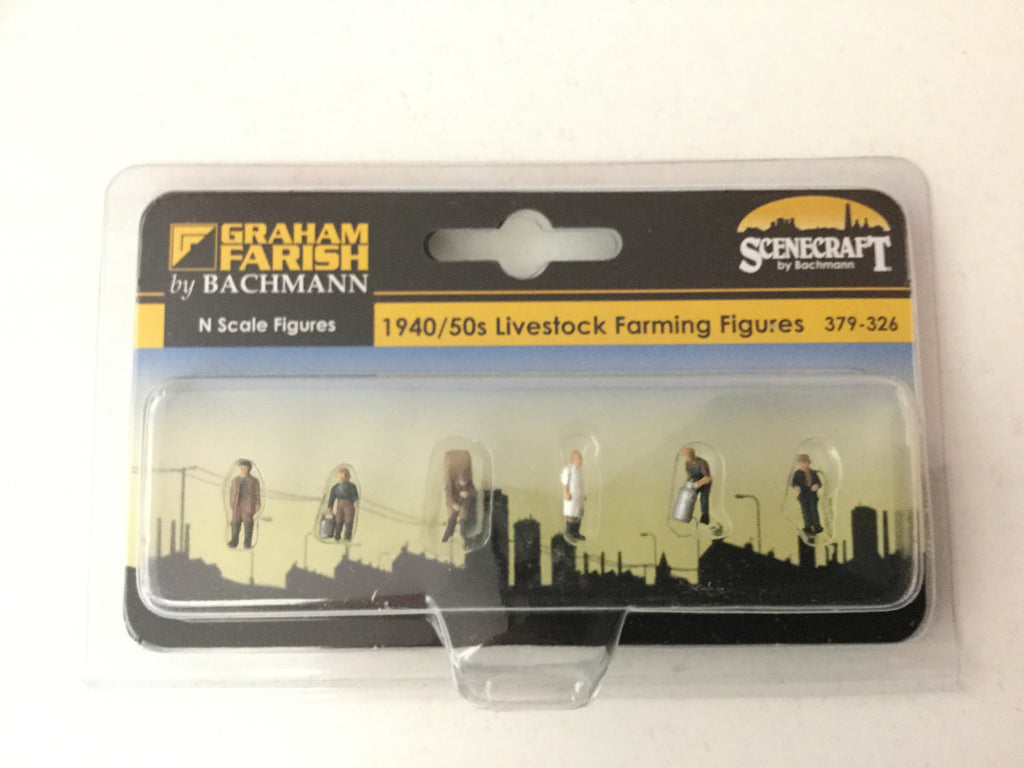 GRAHAM
FARISH
by BACHMANN
SCENECRAFT
by Bachmann
N Scale Figures
1940/50s Livestock Farming Figures 379-326